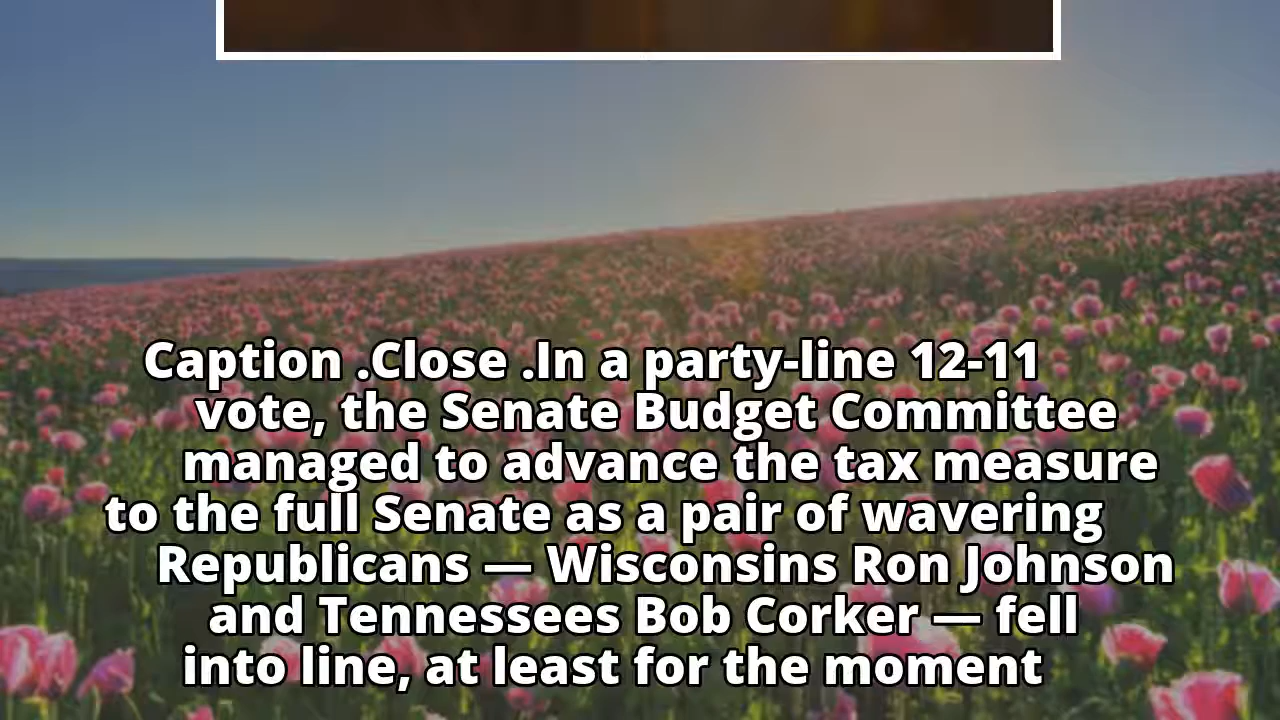 Caption .Close .In a party-line 12-11
vote, the Senate Budget Committee
managed to advance the tax measure
to the full Senate as a pair of wavering
Republicans — Wisconsins Ron Johnson
and Tennessees Bob Corker — fell
into line, at least for the moment